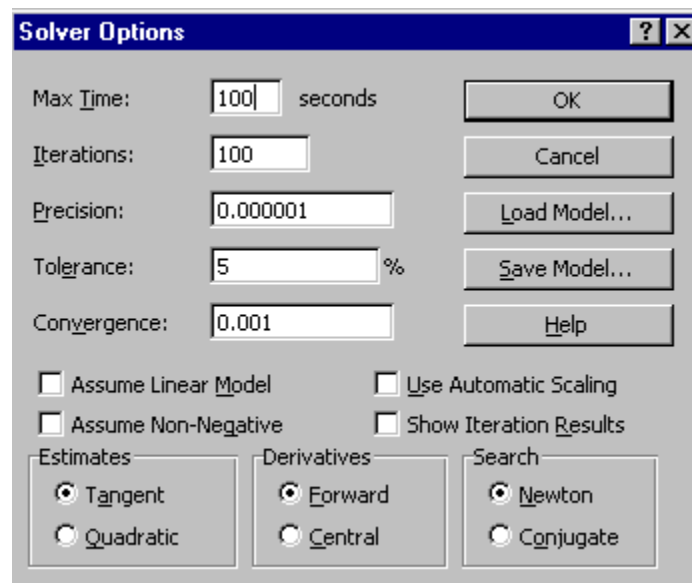 Solver Options
Max Time: 100 seconds OK
Iterations: 100 Cancel
Precision: 0.000001 Load Model...
Tolerance: 5 % Save Model...
Convergence: 0.001 Help
Assume Linear Model Use Automatic Scaling
Assume Non-Negative Show Iteration Results
Estimates Derivatives Search
Tangent Forward Newton
Quadratic Central Conjugate